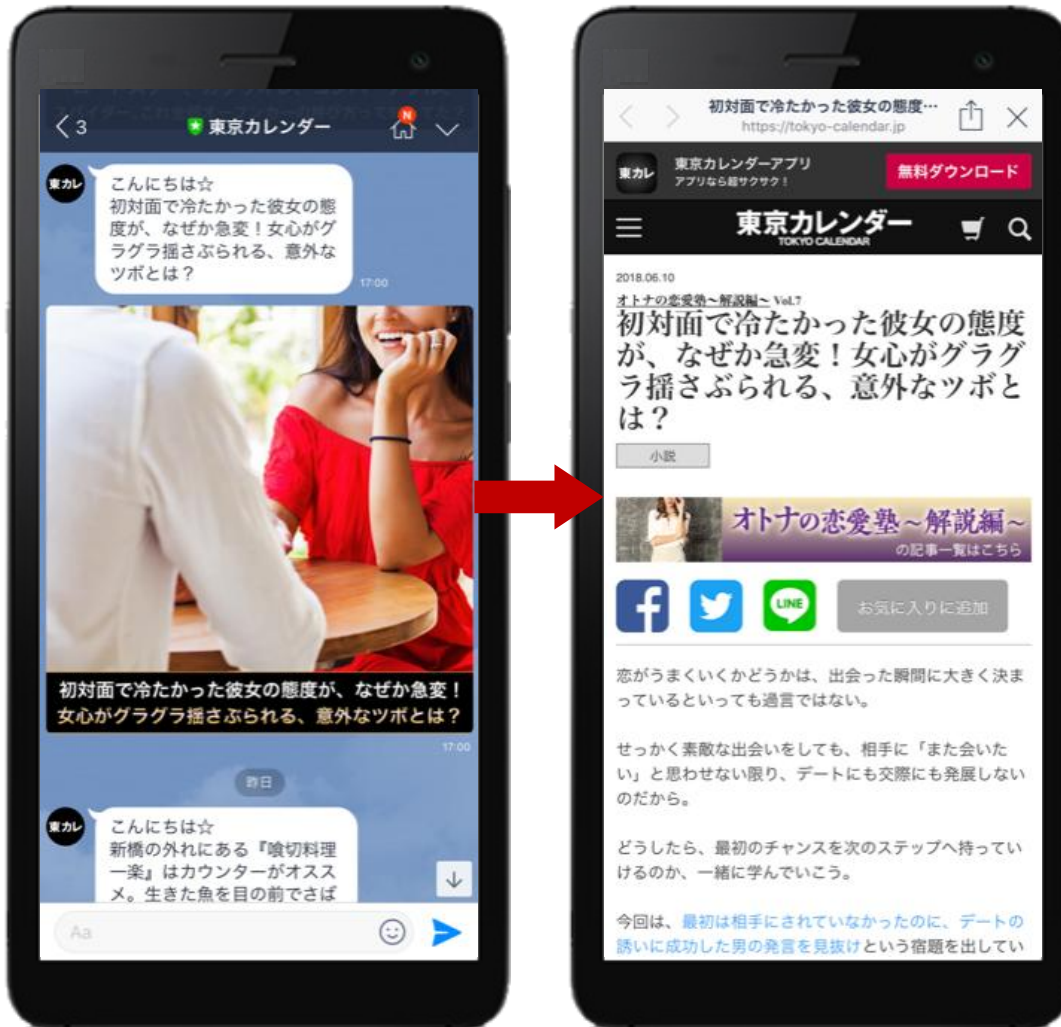 3
東京カレンダー
N
東カレ
こんにちは☆
初対面で冷たかった彼女の態
度が、なぜか急変！女心がグ
ラグラ揺さぶられる、意外な
ツボとは？
17:00
初対面で冷たかった彼女の態度が、なぜか急変！
女心がグラグラ揺さぶられる、意外なツボとは？
17:00
昨日
東カレ
こんにちは☆
新橋の外れにある『喰切料理
一楽』はカウンターがオスス
メ。生きた魚を目の前でさば
Aa
初対面で冷たかった彼女の態度…
https://tokyo-calendar.jp
東カレ
東京カレンダーアプリ
アプリなら超サクサク！
無料ダウンロード
東京カレンダー
TOKYO CALENDAR
2018.06.10
オトナの恋愛塾~解説編~ Vol.7
初対面で冷たかった彼女の態度
が、なぜか急変！女心がグラグ
ラ揺さぶられる、意外なツボと
は？
小説
オトナの恋愛塾~解説編~
の記事一覧はこちら
f
LINE
お気に入りに追加
恋がうまくいくかどうかは、出会った瞬間に大きく決ま
っているといっても過言ではない。
せっかく素敵な出会いをしても、相手に「また会いた
い」と思わせない限り、デートにも交際にも発展しない
のだから。
どうしたら、最初のチャンスを次のステップへ持ってい
けるのか、一緒に学んでいこう。
今回は、最初は相手にされていなかったのに、デートの
誘いに成功した男の発言を見抜けという宿題を出してい